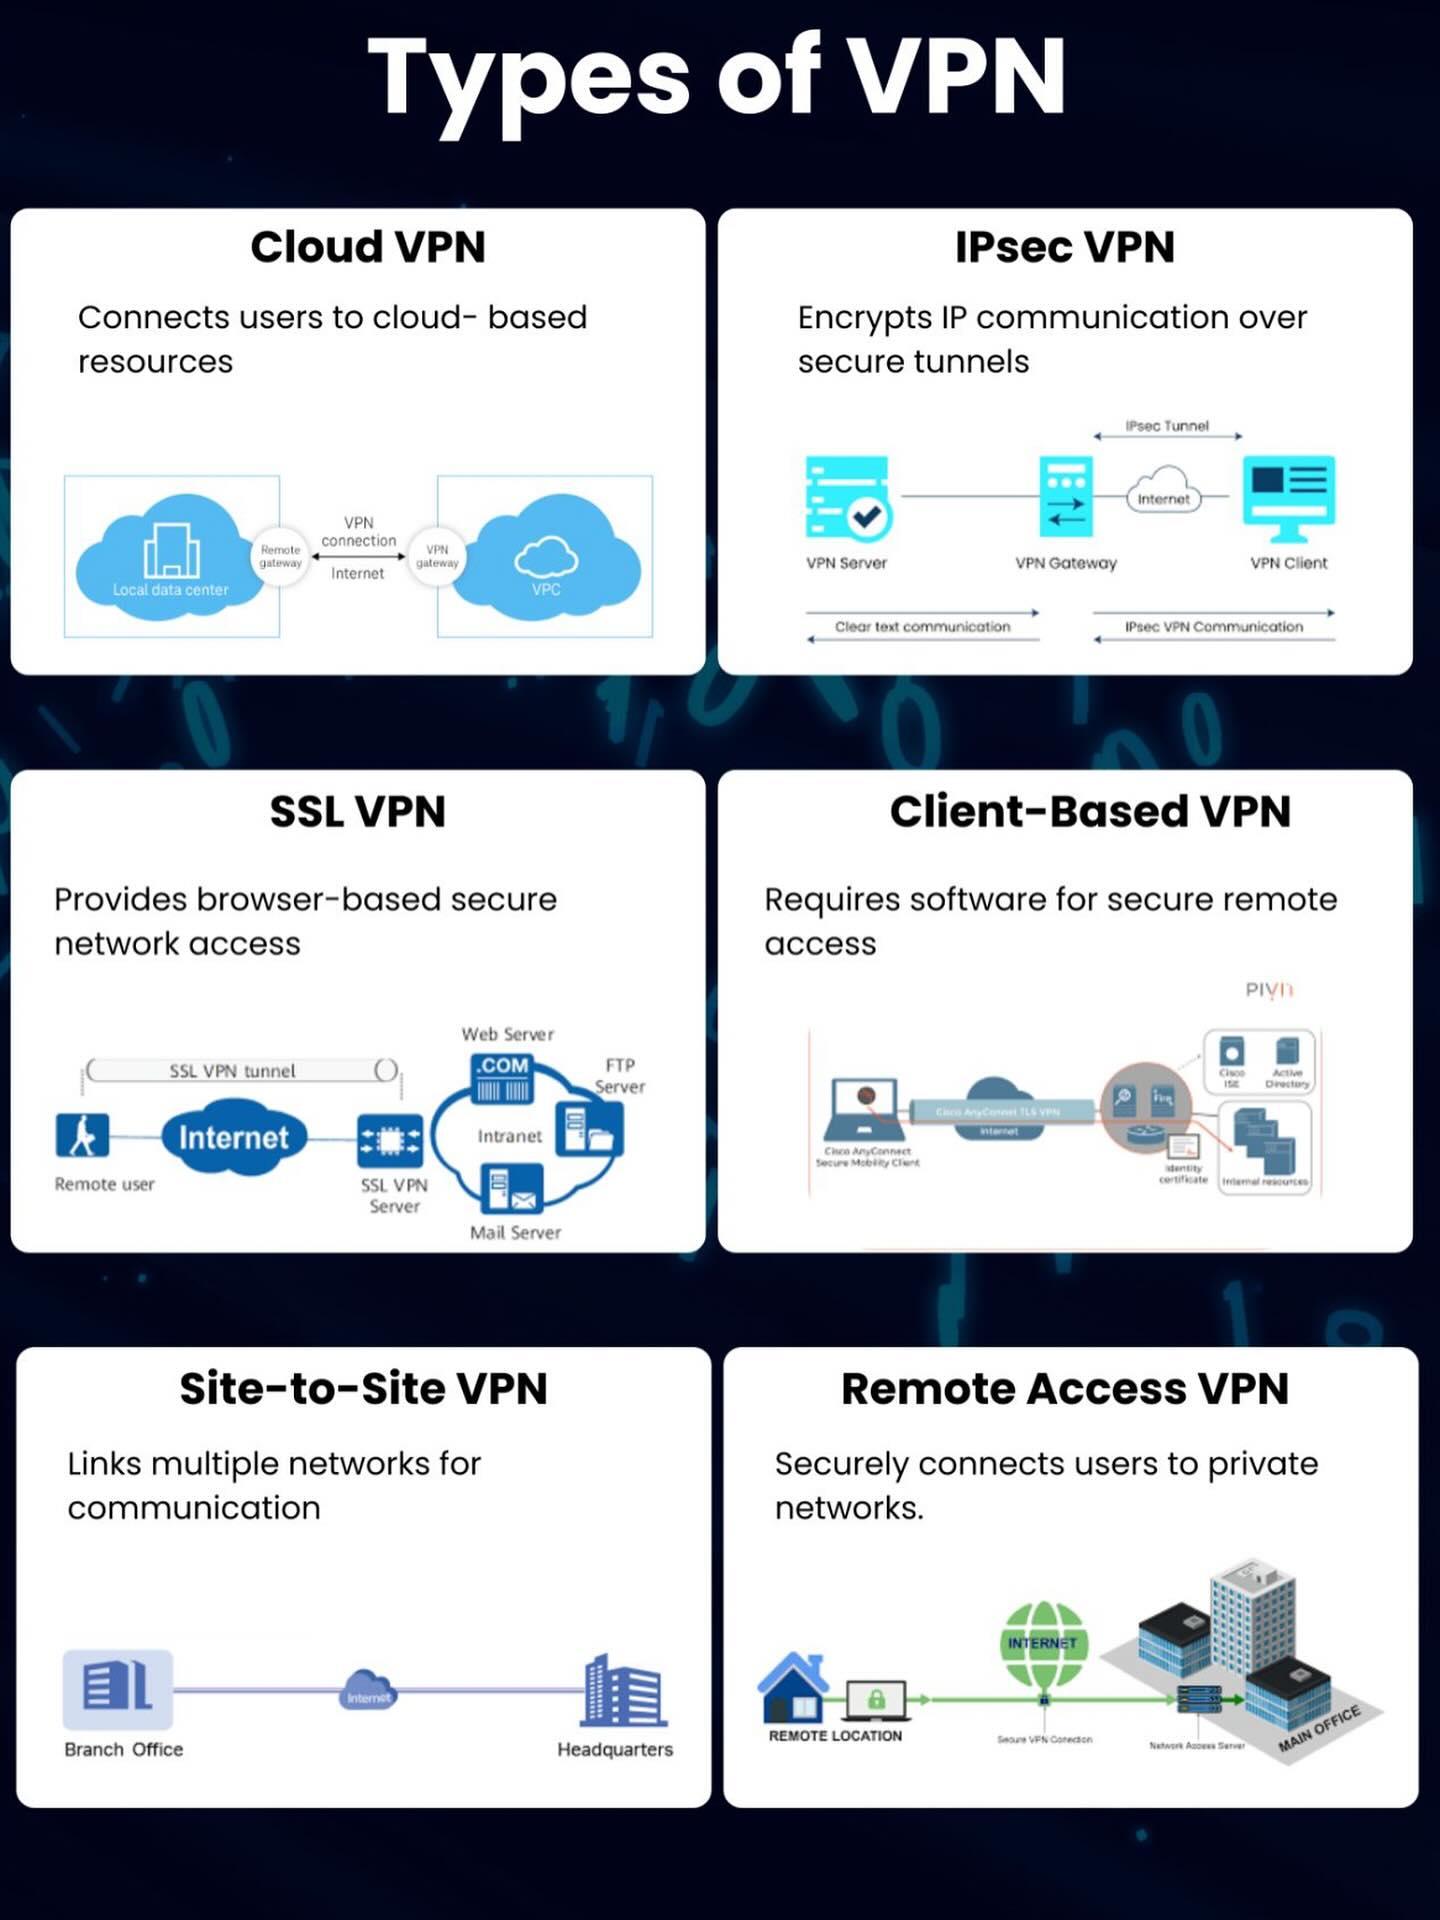 Types of VPN
Cloud VPN
Connects users to cloud- based
resources
Local data center
Remote
gateway
VPN
connection
Internet
VPN
gateway
VPC
IPsec VPN
Encrypts IP communication over
secure tunnels
IPsec Tunnel
Internet
VPN Server
VPN Gateway
VPN Client
Clear text communication
IPsec VPN Communication
SSL VPN
Provides browser-based secure
network access
Web Server
.COM
SSL VPN tunnel
FTP
Server
Internet
Intranet
Remote user
SSL VPN
Server
Mail Server
Client-Based VPN
Requires software for secure remote
access
PIVIT
Cisco
ISE
Active
Directory
Cisco AnyConnet TLS VPN
Internet
Cisco AnyConnect
Secure Mobility Client
Identity
certificate
Internal resources
Site-to-Site VPN
Links multiple networks for
communication
Internet
Branch Office
Headquarters
Remote Access VPN
Securely connects users to private
networks.
INTERNET
REMOTE LOCATION
Secure VPN Conection
Network Access Server
MAIN OFFICE